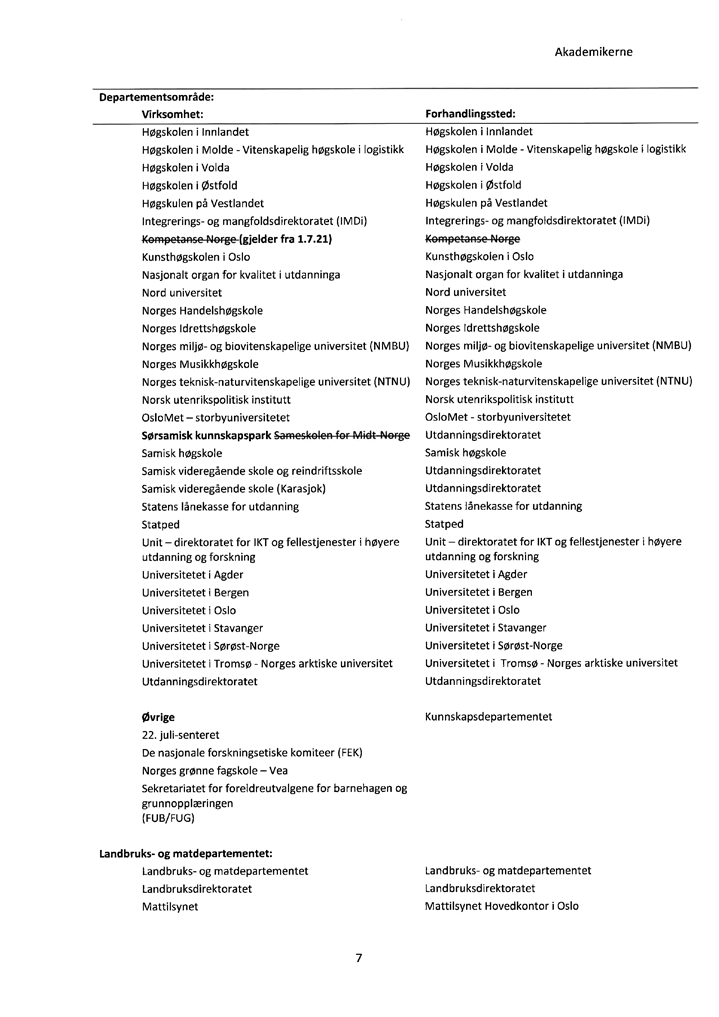 Akademikerne
Departementsområde:
Virksomhet: Forhandlingssted:
Høgskolen i Innlandet Høgskolen i Innlandet
Høgskolen i Molde - Vitenskapelig høgskole i logistikk Høgskolen i Molde - Vitenskapelig høgskole i logistikk
Høgskolen i Volda Høgskolen i Volda
Høgskolen i Østfold Høgskolen i Østfold
Høgskulen på Vestlandet Høgskulen på Vestlandet
Integrerings- og mangfoldsdirektoratet (IMDi) Integrerings- og mangfoldsdirektoratet (IMDi)
Kompetanse Norge (gjelder fra 1.7.21) Kompetanse Norge
Kunsthøgskolen i Oslo Kunsthøgskolen i Oslo
Nasjonalt organ for kvalitet i utdanninga Nasjonalt organ for kvalitet i utdanninga
Nord universitet Nord universitet
Norges Handelshøgskole Norges Handelshøgskole
Norges Idrettshøgskole Norges Idrettshøgskole
Norges miljø- og biovitenskapelige universitet (NMBU) Norges miljø- og biovitenskapelige universitet (NMBU)
Norges Musikkhøgskole Norges Musikkhøgskole
Norges teknisk-naturvitenskapelige universitet (NTNU) Norges teknisk-naturvitenskapelige universitet (NTNU)
Norsk utenrikspolitisk institutt Norsk utenrikspolitisk institutt
OsloMet – storbyuniversitetet OsloMet - storbyuniversitetet
Sørsamisk kunnskapspark Sameskolen for Midt-Norge Utdanningsdirektoratet
Samisk høgskole Samisk høgskole
Samisk videregående skole og reindriftsskole Utdanningsdirektoratet
Samisk videregående skole (Karasjok) Utdanningsdirektoratet
Statens lånekasse for utdanning Statens lånekasse for utdanning
Statped Statped
Unit – direktoratet for IKT og fellestjenester i høyere Unit – direktoratet for IKT og fellestjenester i høyere
utdanning og forskning utdanning og forskning
Universitetet i Agder Universitetet i Agder
Universitetet i Bergen Universitetet i Bergen
Universitetet i Oslo Universitetet i Oslo
Universitetet i Stavanger Universitetet i Stavanger
Universitetet i Sørøst-Norge Universitetet i Sørøst-Norge
Universitetet i Tromsø - Norges arktiske universitet Universitetet i Tromsø - Norges arktiske universitet
Utdanningsdirektoratet Utdanningsdirektoratet
Øvrige Kunnskapsdepartementet
22. juli-senteret
De nasjonale forskningsetiske komiteer (FEK)
Norges grønne fagskole – Vea
Sekretariatet for foreldreutvalgene for barnehagen og
grunnopplæringen
(FUB/FUG)
Landbruks- og matdepartementet:
Landbruks- og matdepartementet Landbruks- og matdepartementet
Landbruksdirektoratet Landbruksdirektoratet
Mattilsynet Mattilsynet Hovedkontor i Oslo
7